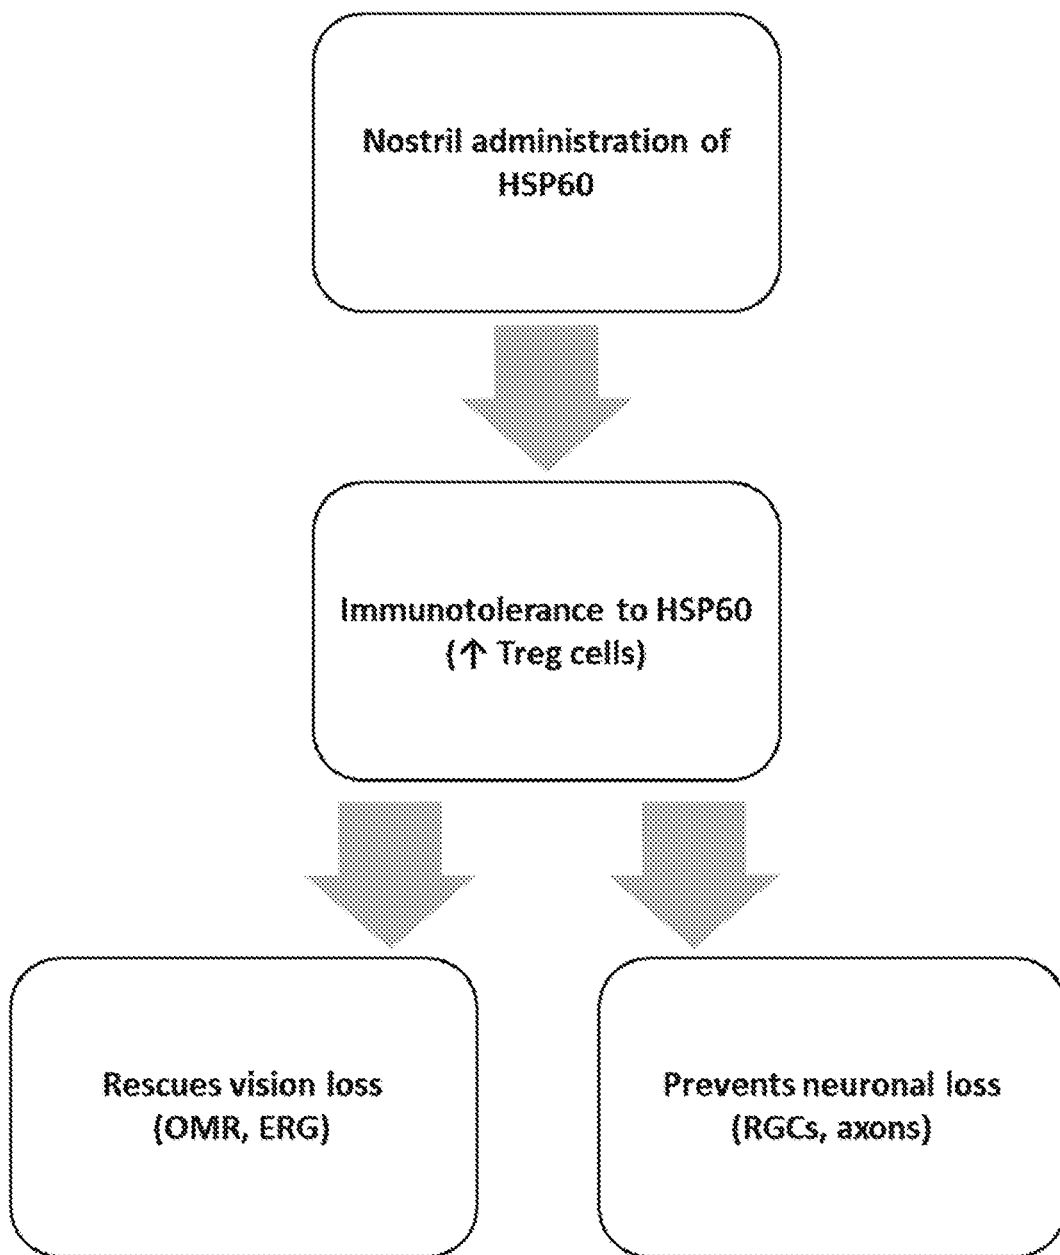 Nostril administration of
HSP60
Immunotolerance to HSP60
(↑ Treg cells)
Rescues vision loss
(OMR, ERG)
Prevents neuronal loss
(RGCs, axons)